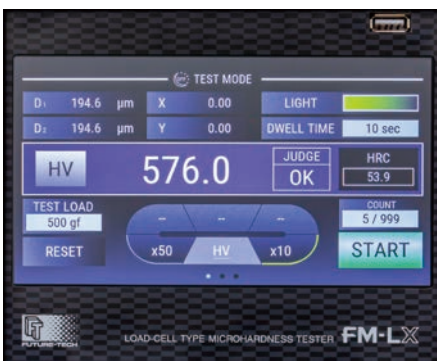 TEST MODE
D₁ 194.6 µm X 0.00 LIGHT
D₂ 194.6 µm Y 0.00 DWELL TIME 10 sec
HV 576.0 JUDGE OK HRC 53.9
TEST LOAD 500 gf -- -- -- COUNT 5 / 999
RESET x50 HV x10 START
FT FUTURE-TECH LOAD-CELL TYPE MICROHARDNESS TESTER FM-LX